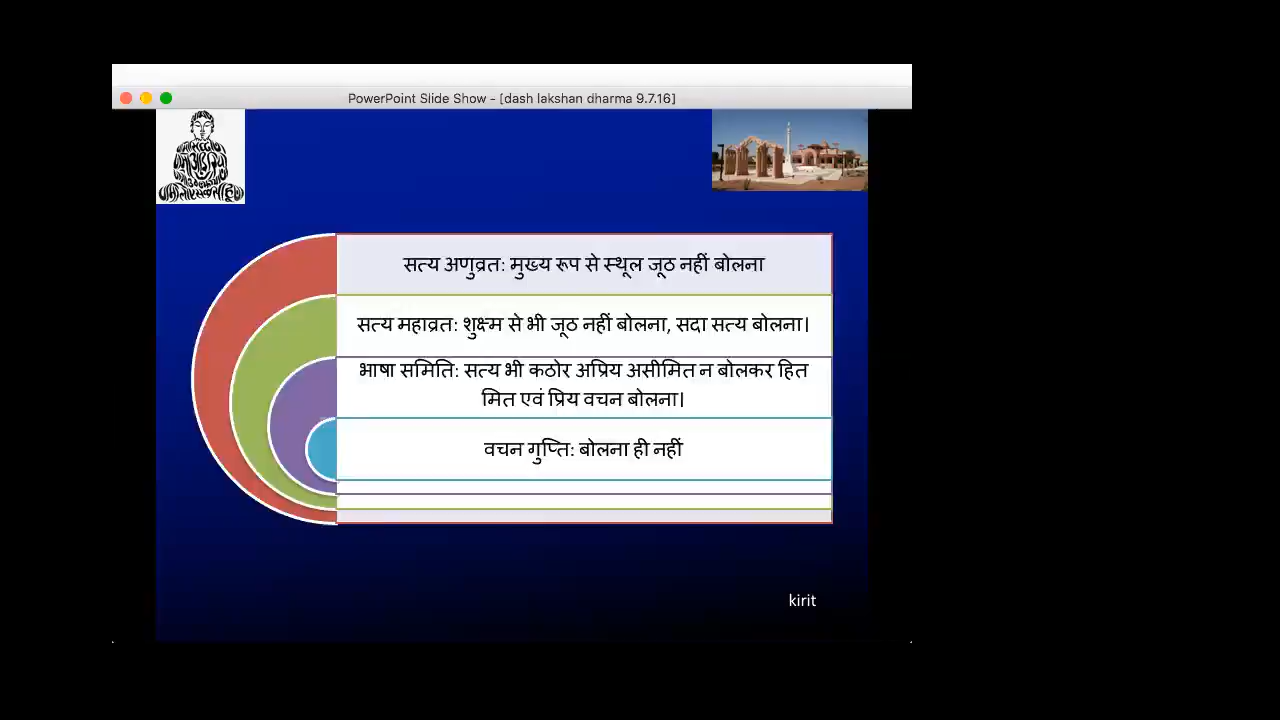 PowerPoint Slide Show - [dash lakshan dharma 9.7.16]
सत्य अणुव्रत: मुख्य रूप से स्थूल जूठ नहीं बोलना
सत्य महाव्रत: शुक्ष्म से भी जूठ नहीं बोलना, सदा सत्य बोलना।
भाषा समिति: सत्य भी कठोर अप्रिय असीमित न बोलकर हित
मित एवं प्रिय वचन बोलना।
वचन गुप्ति: बोलना ही नहीं
kirit